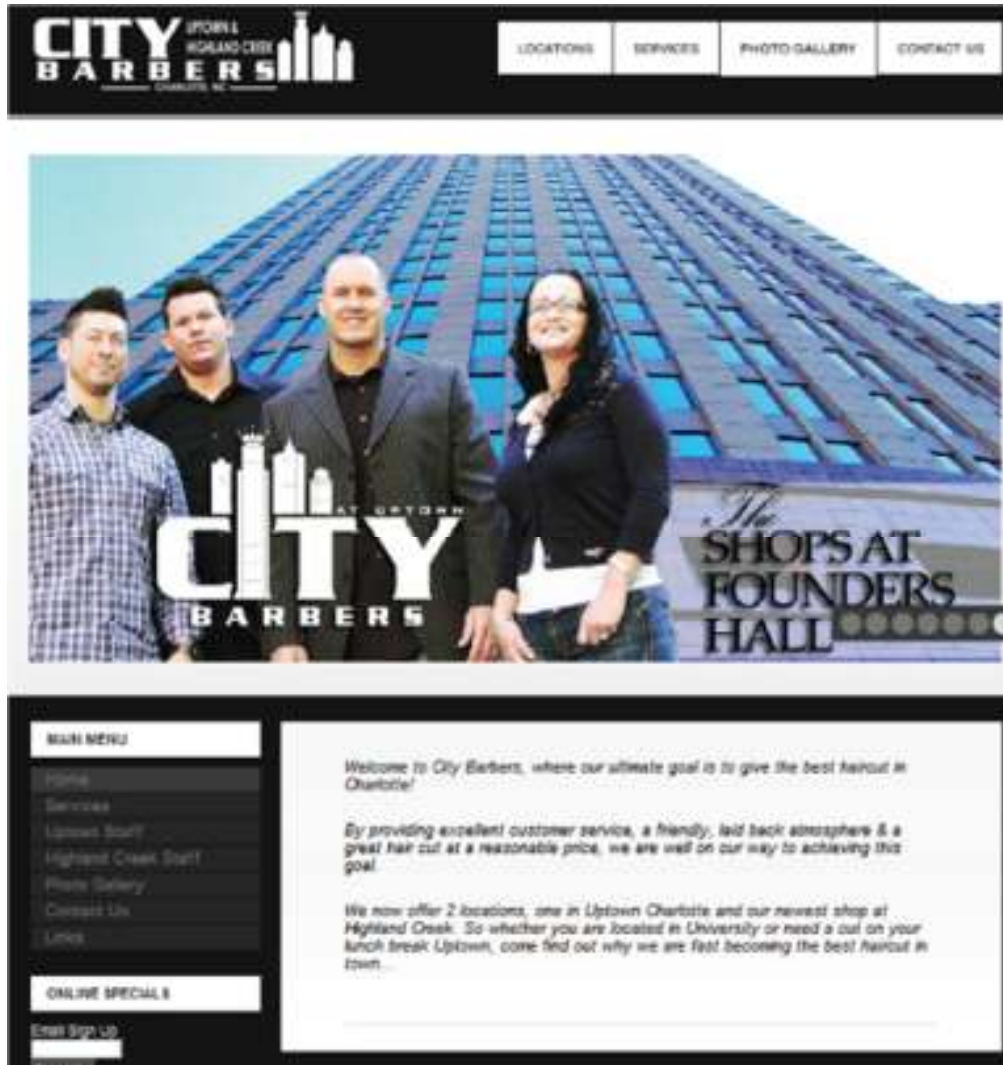 CITY UPTOWN &
HIGHLAND CREEK
BARBERS
CHARLOTTE, NC
LOCATIONS
SERVICES
PHOTO GALLERY
CONTACT US
AT UPTOWN
CITY
BARBERS
The
SHOPS AT
FOUNDERS
HALL
MAIN MENU
Home
Services
Uptown Staff
Highland Creek Staff
Photo Gallery
Contact Us
Links
ONLINE SPECIALS
Email Sign Up
Welcome to City Barbers, where our ultimate goal is to give the best haircut in
Charlotte!
By providing excellent customer service, a friendly, laid back atmosphere & a
great hair cut at a reasonable price, we are well on our way to achieving this
goal.
We now offer 2 locations, one in Uptown Charlotte and our newest shop at
Highland Creek. So whether you are located in University or need a cut on your
lunch break Uptown, come find out why we are fast becoming the best haircut in
town...